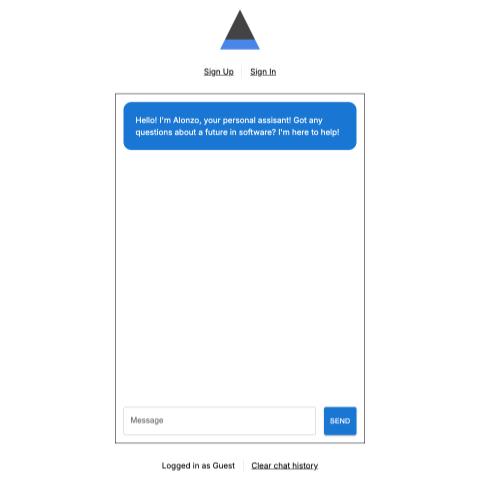 Sign Up Sign In
Hello! I'm Alonzo, your personal assisant! Got any
questions about a future in software? I'm here to help!
Message SEND
Logged in as Guest Clear chat history